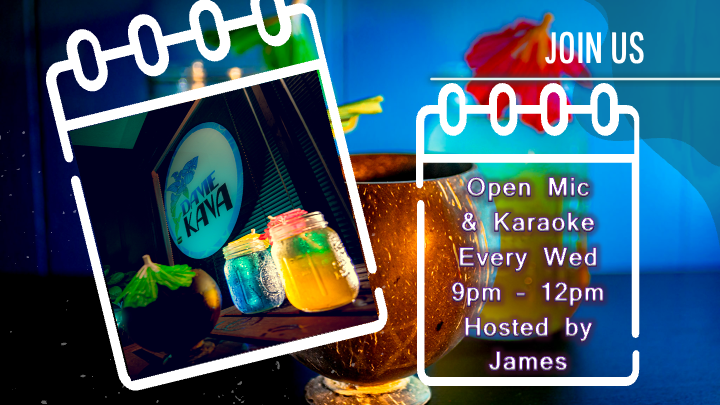 JOIN US
DAVIE
KAVA
Open Mic
& Karaoke
Every Wed
9pm - 12pm
Hosted by
James